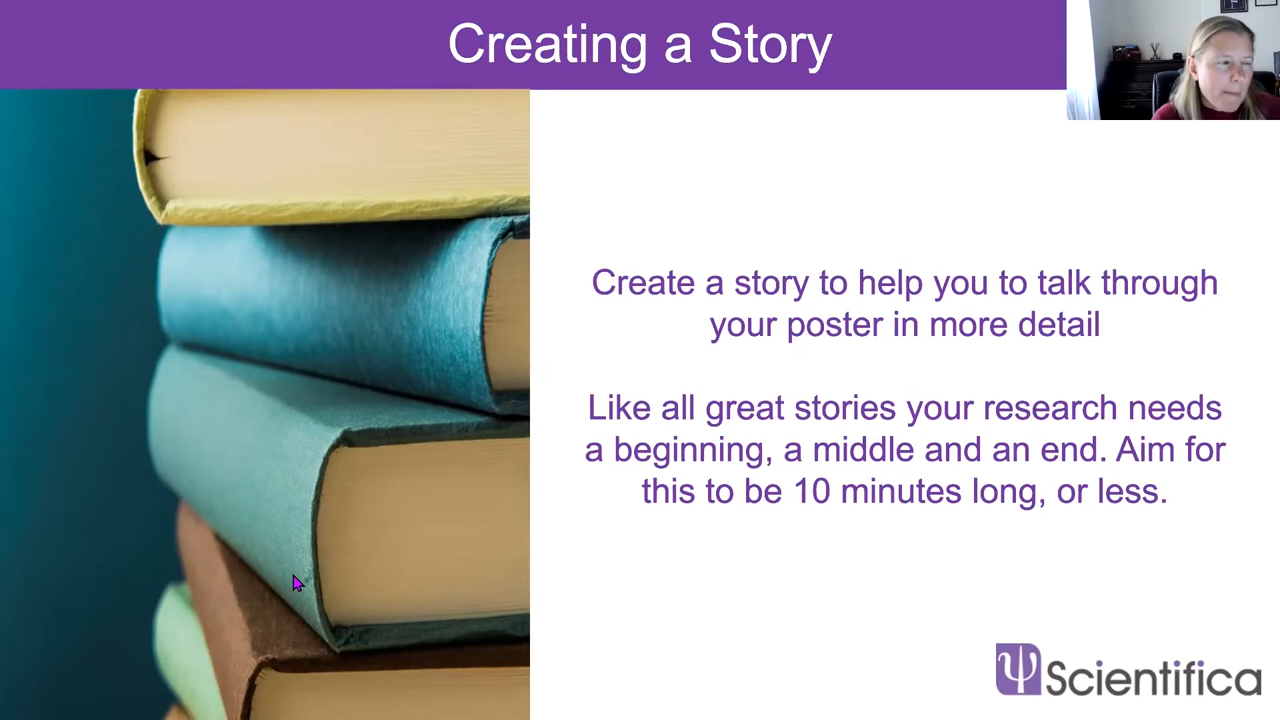 Creating a Story
Create a story to help you to talk through
your poster in more detail
Like all great stories your research needs
a beginning, a middle and an end. Aim for
this to be 10 minutes long, or less.
Ψ Scientifica